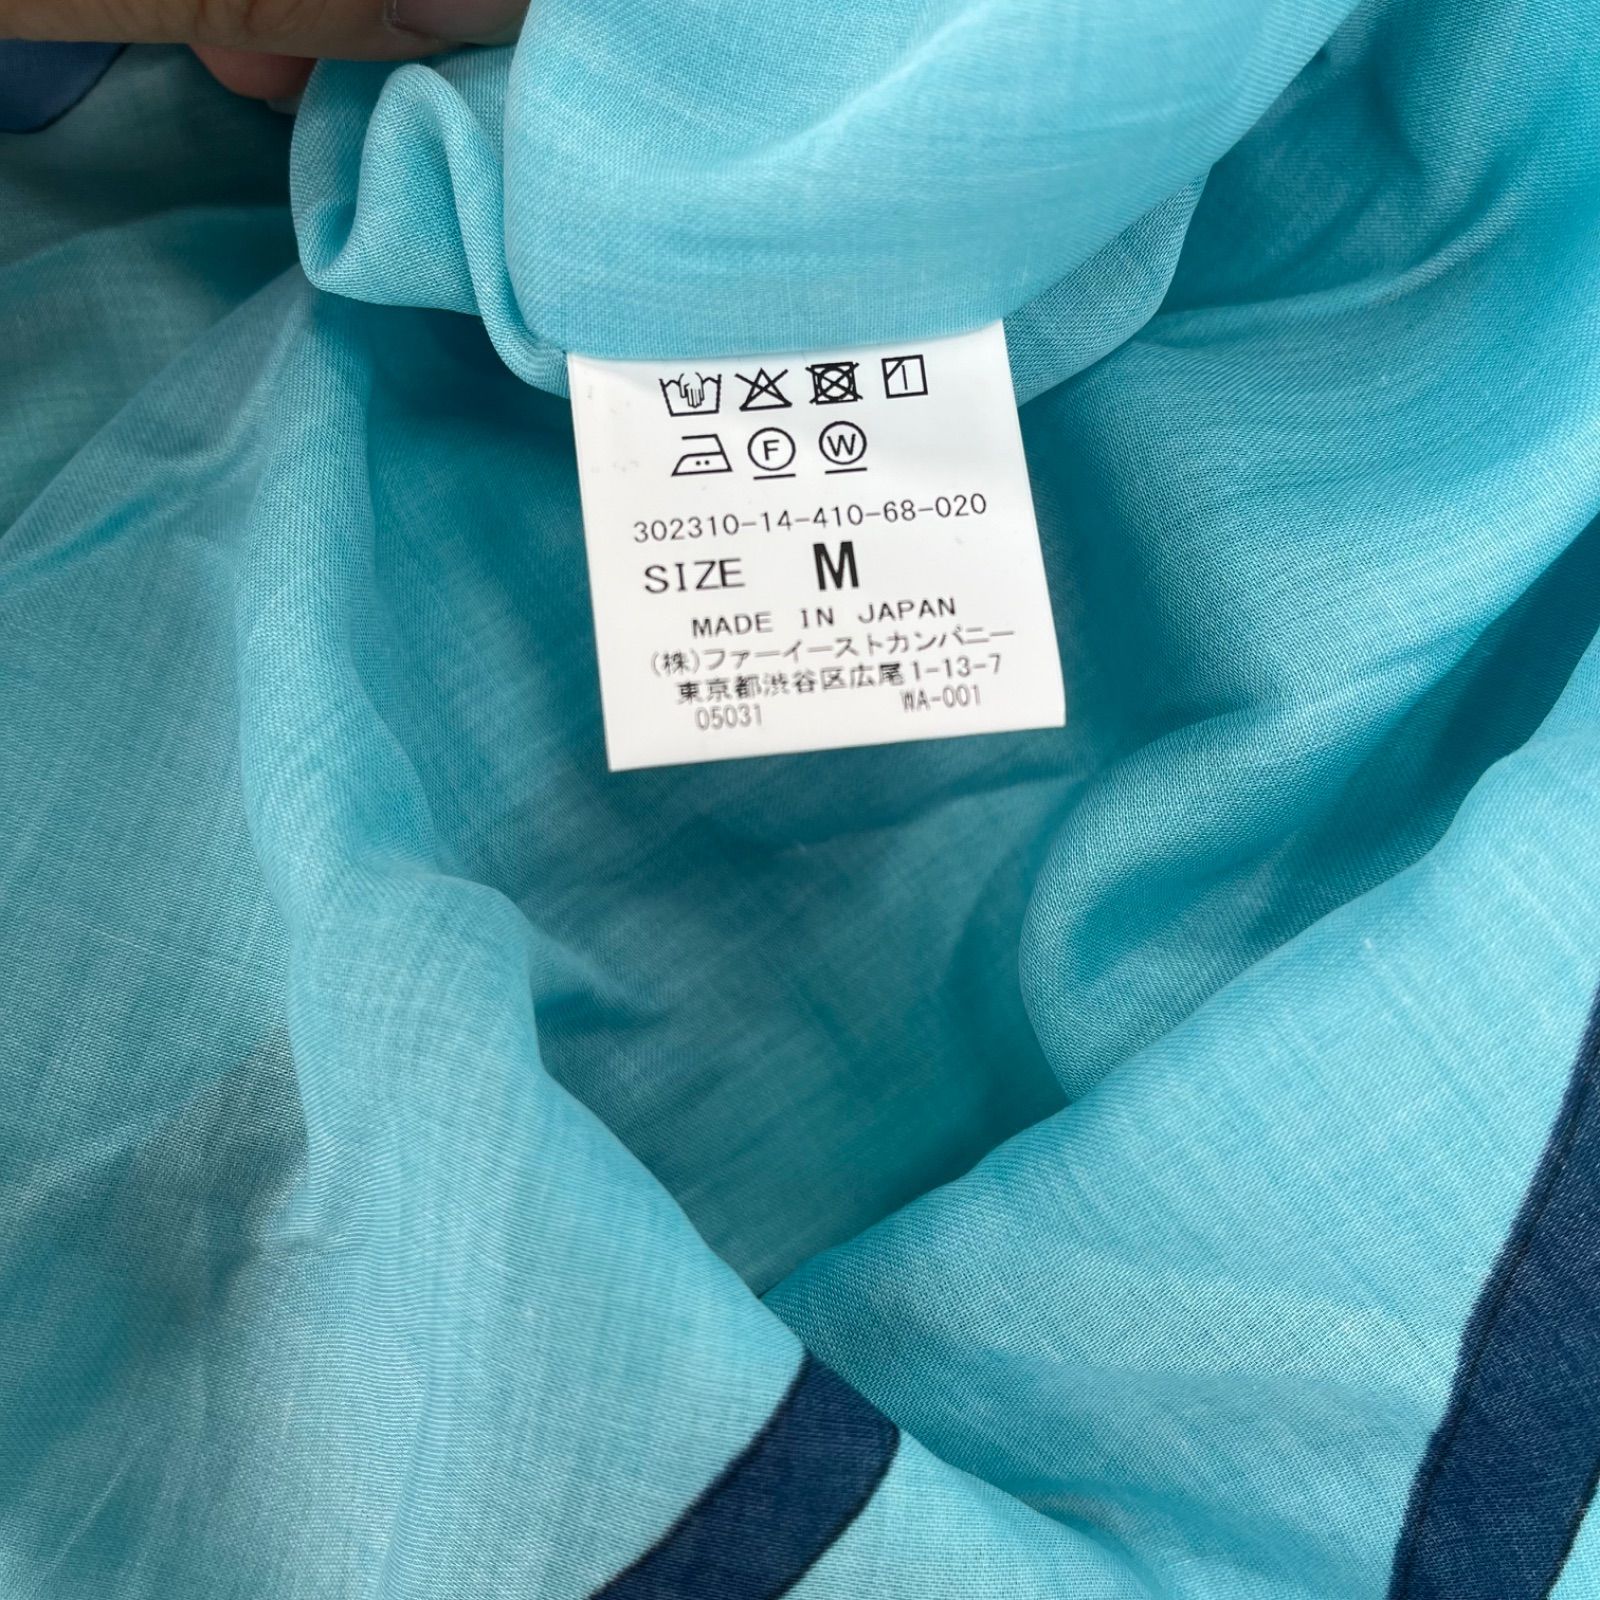 F W
302310-14-410-68-020
SIZE M
MADE IN JAPAN
(株)ファーイーストカンパニー
東京都渋谷区広尾1-13-7
05031 WA-001